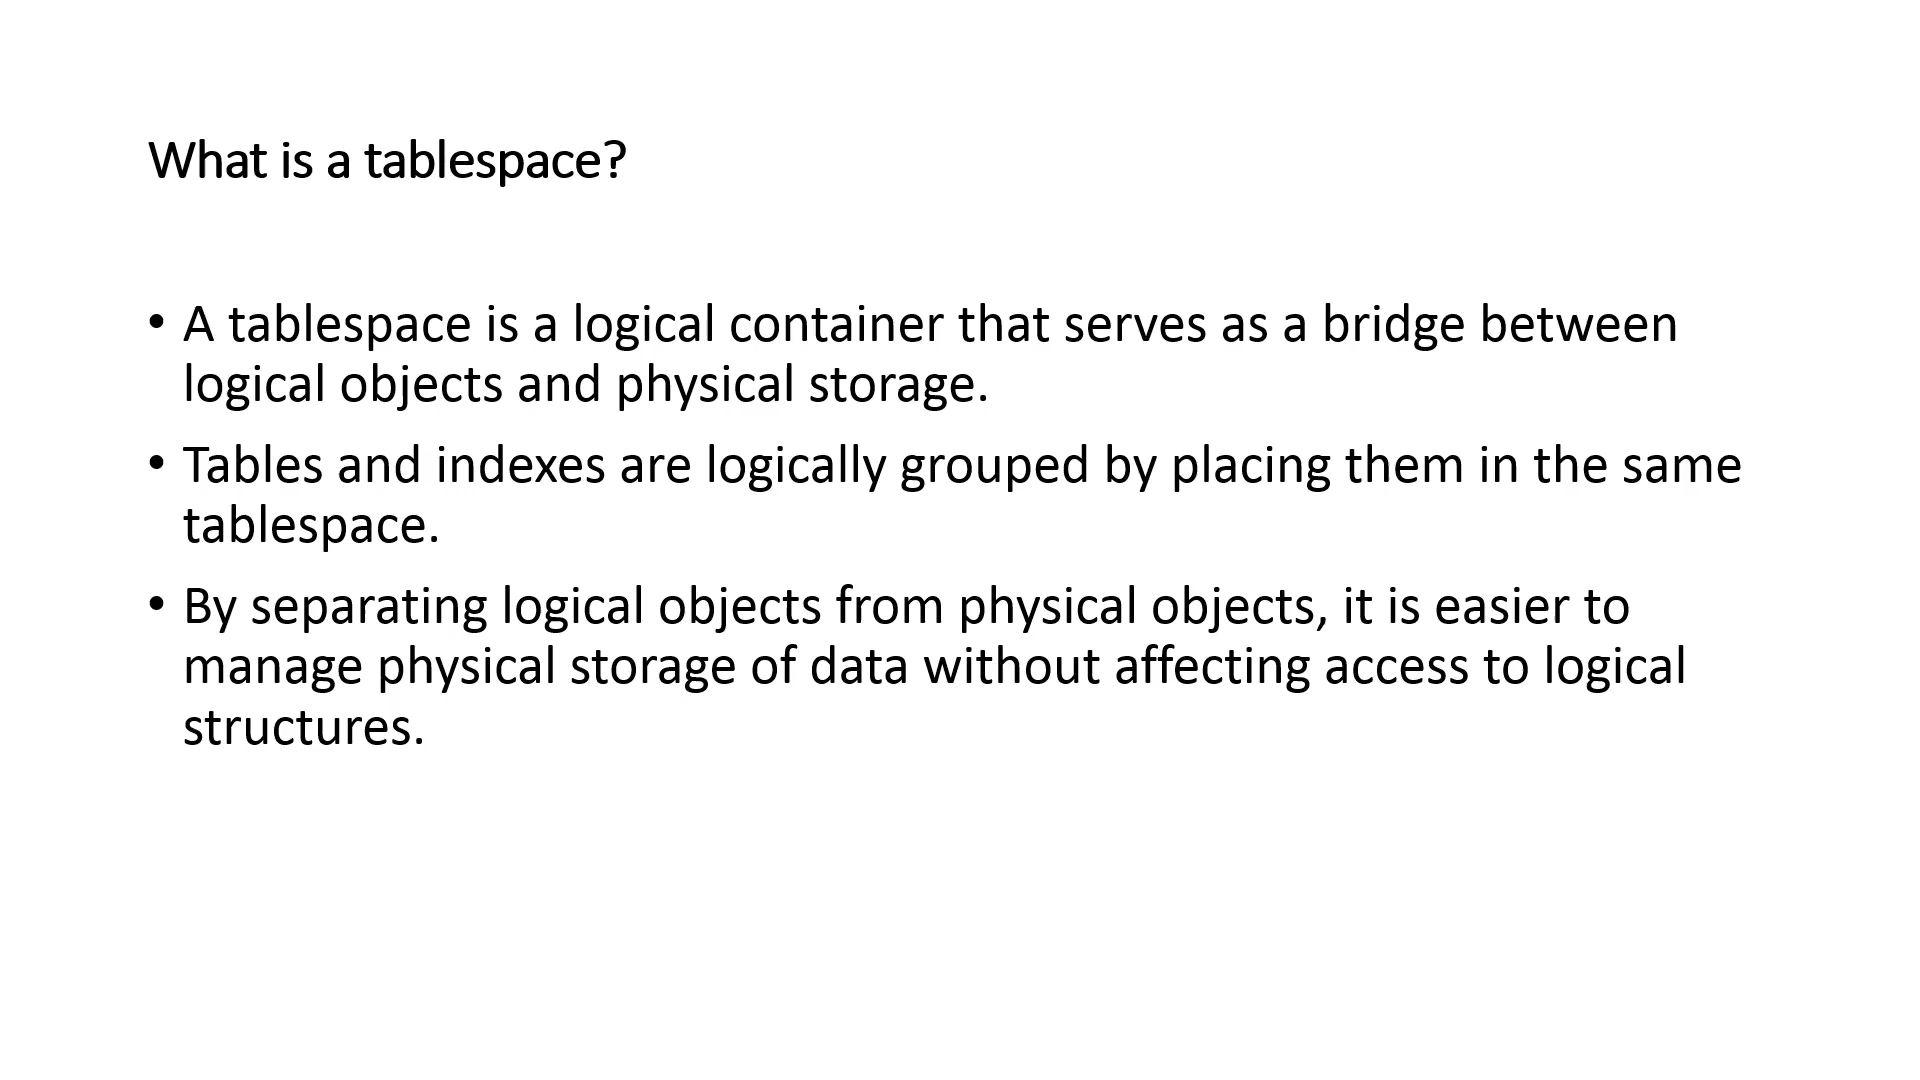 What is a tablespace?
• A tablespace is a logical container that serves as a bridge between
logical objects and physical storage.
• Tables and indexes are logically grouped by placing them in the same
tablespace.
• By separating logical objects from physical objects, it is easier to
manage physical storage of data without affecting access to logical
structures.